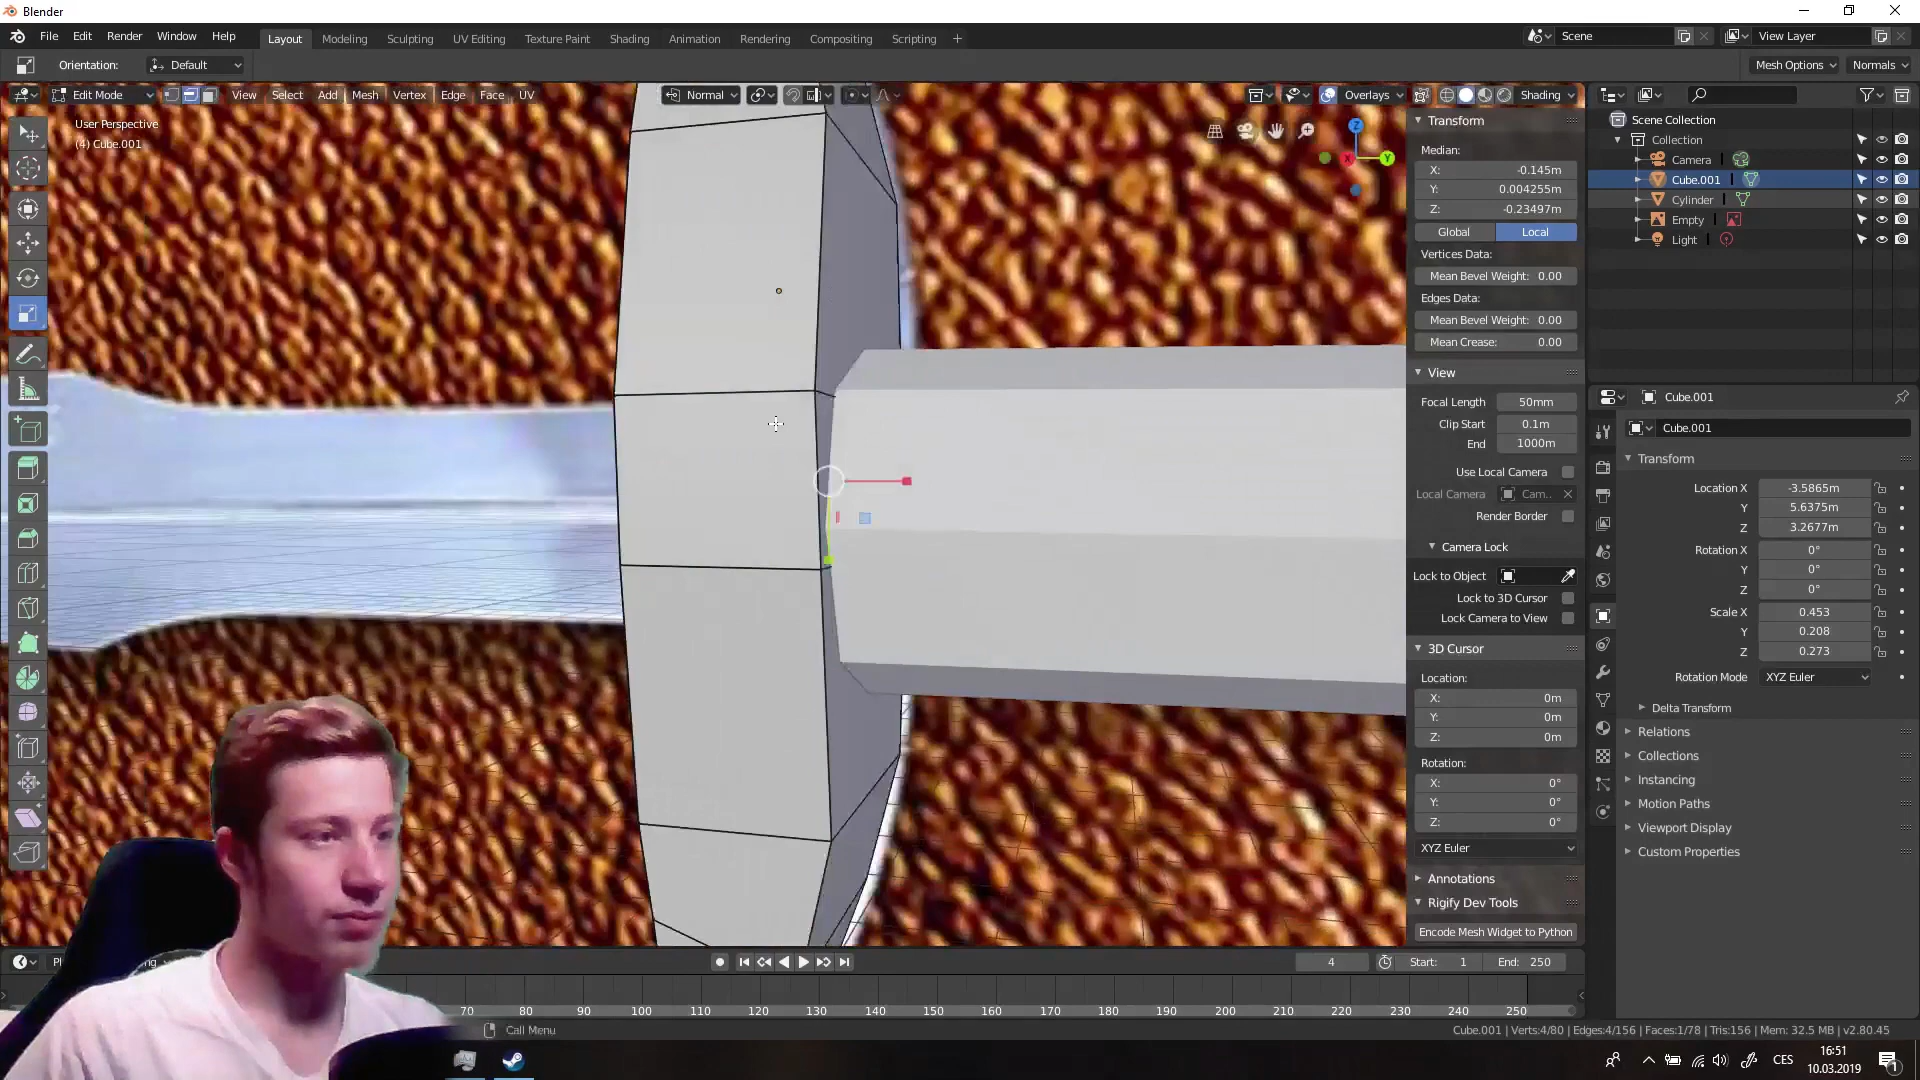 Blender
File Edit Render Window Help Layout Modeling Sculpting UV Editing Texture Paint Shading Animation Rendering Compositing Scripting + Scene View Layer
Orientation: Default Mesh Options Normals
Edit Mode View Select Add Mesh Vertex Edge Face UV Normal Overlays Shading
User Perspective
(4) Cube.001
Z
X
Y
Transform
Median:
X: -0.145m
Y: 0.004255m
Z: -0.23497m
Global Local
Vertices Data:
Mean Bevel Weight: 0.00
Edges Data:
Mean Bevel Weight: 0.00
Mean Crease: 0.00
View
Focal Length 50mm
Clip Start 0.1m
End 1000m
Use Local Camera
Local Camera Cam..
Render Border
Camera Lock
Lock to Object
Lock to 3D Cursor
Lock Camera to View
3D Cursor
Location:
X: 0m
Y: 0m
Z: 0m
Rotation:
X: 0°
Y: 0°
Z: 0°
XYZ Euler
Annotations
Rigify Dev Tools
Encode Mesh Widget to Python
Scene Collection
Collection
Camera
Cube.001
Cylinder
Empty
Light
Cube.001
Cube.001
Transform
Location X -3.5865m
Y 5.6375m
Z 3.2677m
Rotation X 0°
Y 0°
Z 0°
Scale X 0.453
Y 0.208
Z 0.273
Rotation Mode XYZ Euler
Delta Transform
Relations
Collections
Instancing
Motion Paths
Viewport Display
Custom Properties
4 Start: 1 End: 250
70 80 90 100 110 120 130 140 150 160 170 180 190 200 210 220 230 240 250
Call Menu
Cube.001 | Verts:4/80 | Edges:4/156 | Faces:1/78 | Tris:156 | Mem: 32.5 MB | v2.80.45
CES
16:51
10.03.2019
1